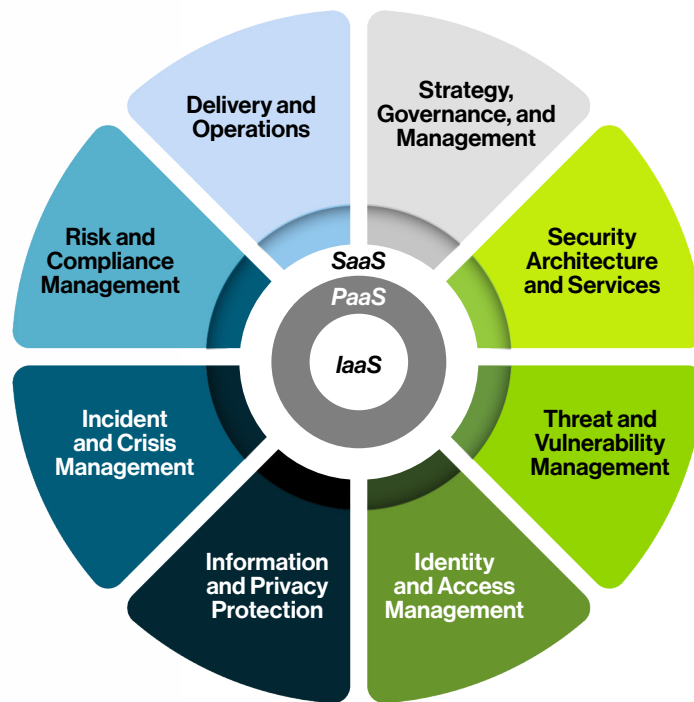 Delivery and
Operations
Strategy,
Governance, and
Management
Risk and
Compliance
Management
Security
Architecture
and Services
SaaS
PaaS
IaaS
Incident
and Crisis
Management
Threat and
Vulnerability
Management
Information
and Privacy
Protection
Identity
and Access
Management